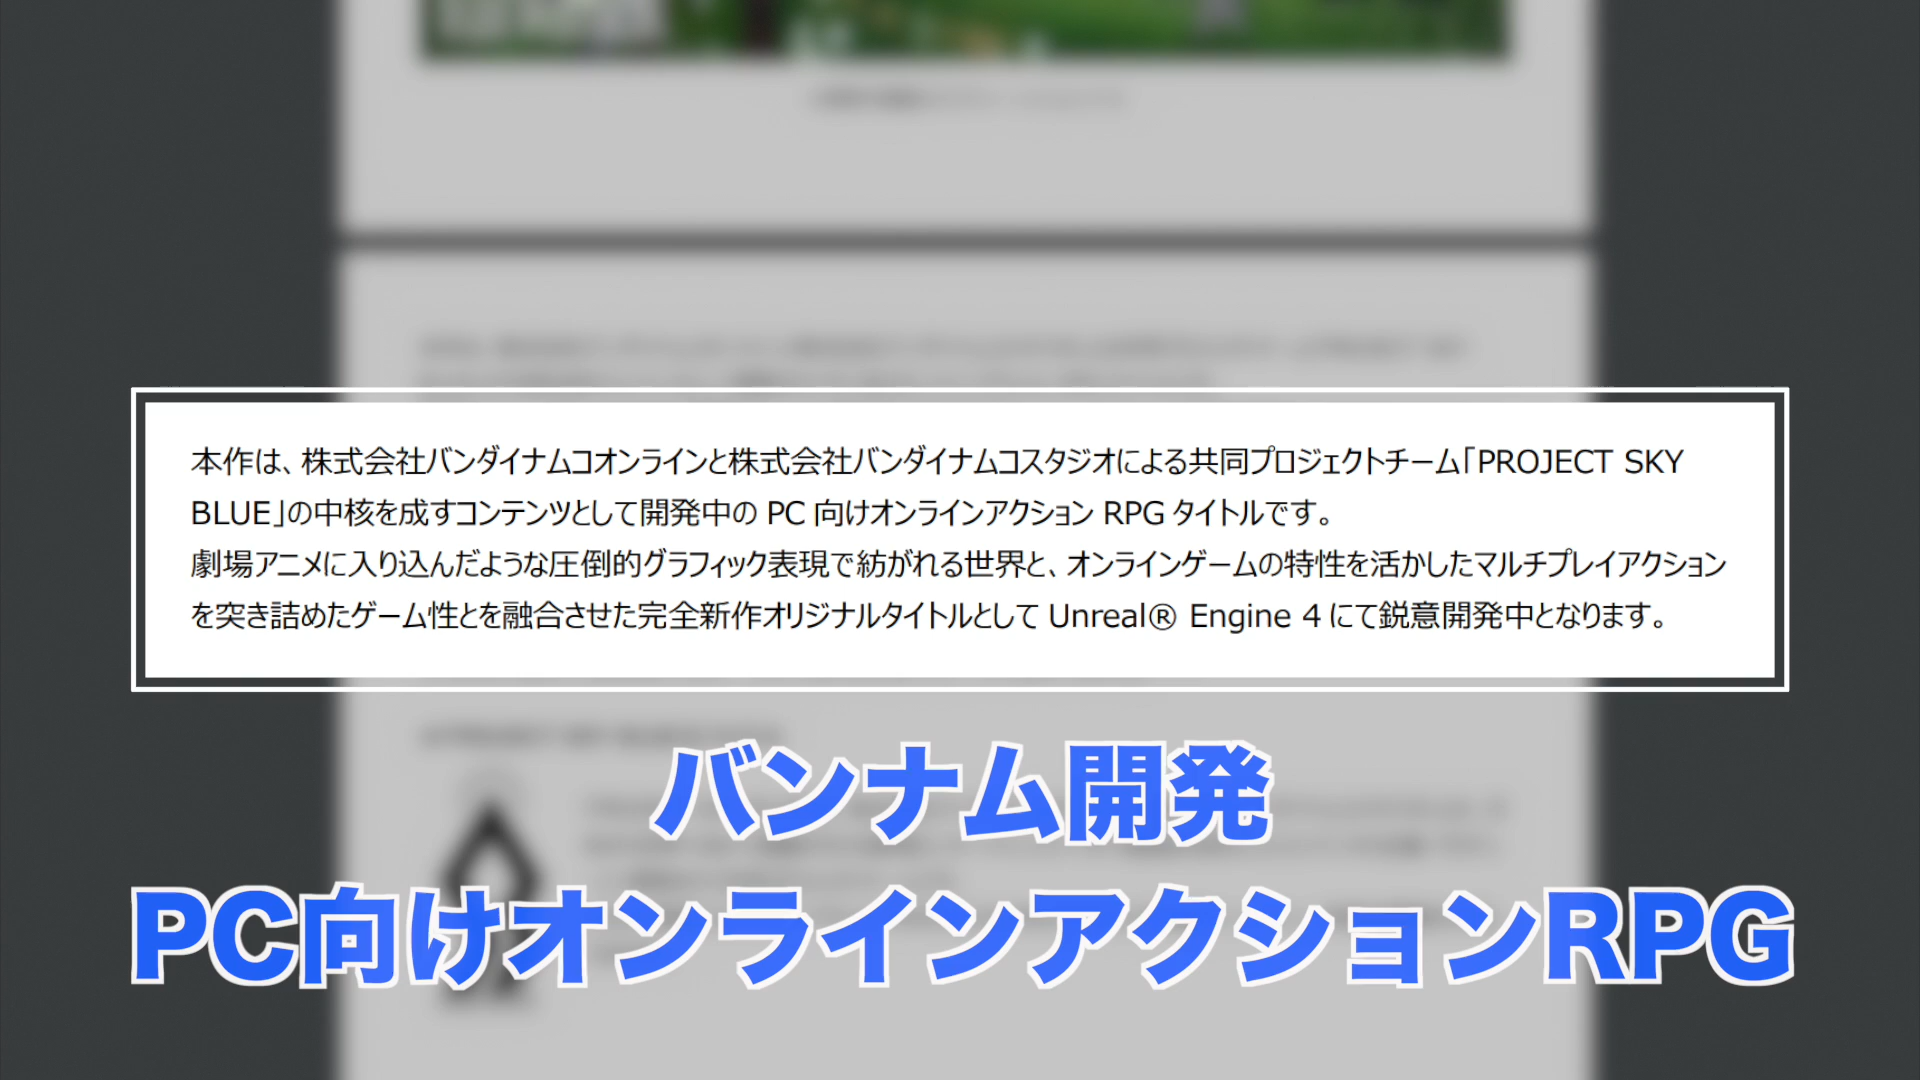 本作は、株式会社バンダイナムコオンラインと株式会社バンダイナムコスタジオによる共同プロジェクトチーム「PROJECT SKY
BLUE」の中核を成すコンテンツとして開発中の PC 向けオンラインアクション RPG タイトルです。
劇場アニメに入り込んだような圧倒的グラフィック表現で紡がれる世界と、オンラインゲームの特性を活かしたマルチプレイアクション
を突き詰めたゲーム性とを融合させた完全新作オリジナルタイトルとして Unreal® Engine 4 にて鋭意開発中となります。
バンナム開発
PC向けオンラインアクションRPG